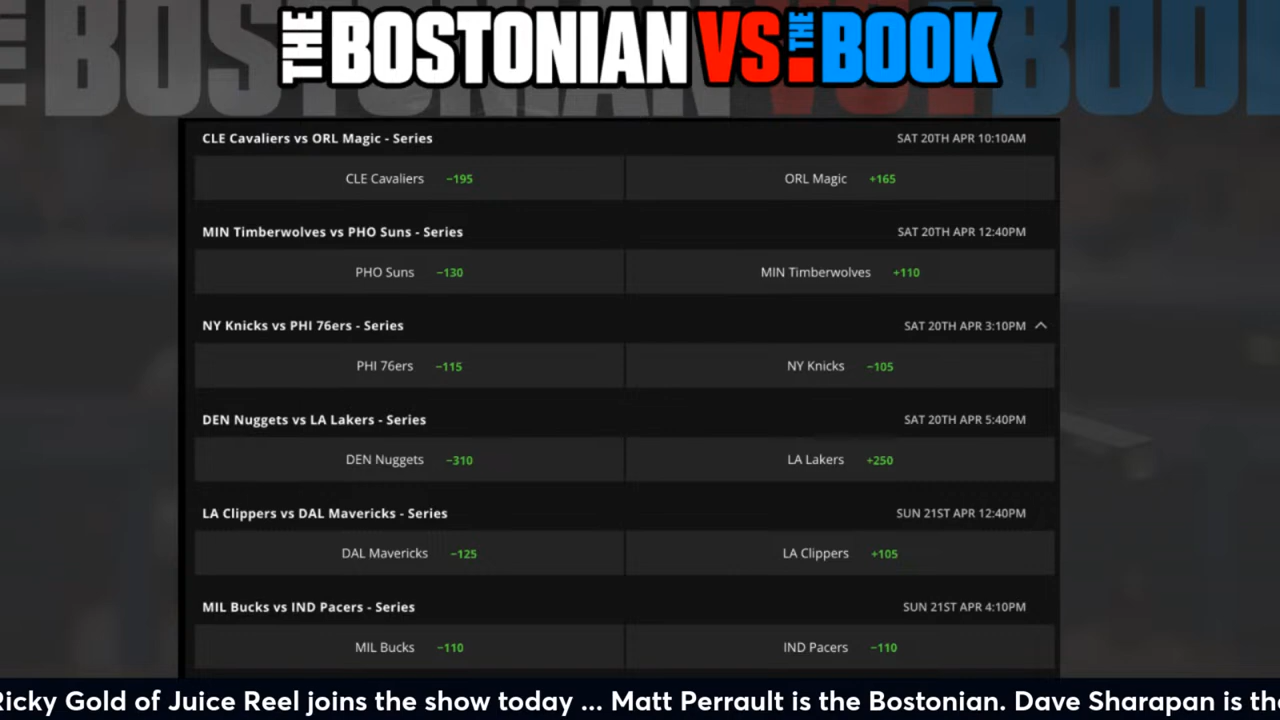 THE BOSTONIAN VS. THE BOOK
CLE Cavaliers vs ORL Magic - Series SAT 20TH APR 10:10AM
CLE Cavaliers −195 ORL Magic +165
MIN Timberwolves vs PHO Suns - Series SAT 20TH APR 12:40PM
PHO Suns −130 MIN Timberwolves +110
NY Knicks vs PHI 76ers - Series SAT 20TH APR 3:10PM
PHI 76ers −115 NY Knicks −105
DEN Nuggets vs LA Lakers - Series SAT 20TH APR 5:40PM
DEN Nuggets −310 LA Lakers +250
LA Clippers vs DAL Mavericks - Series SUN 21ST APR 12:40PM
DAL Mavericks −125 LA Clippers +105
MIL Bucks vs IND Pacers - Series SUN 21ST APR 4:10PM
MIL Bucks −110 IND Pacers −110
Ricky Gold of Juice Reel joins the show today ... Matt Perrault is the Bostonian. Dave Sharapan is